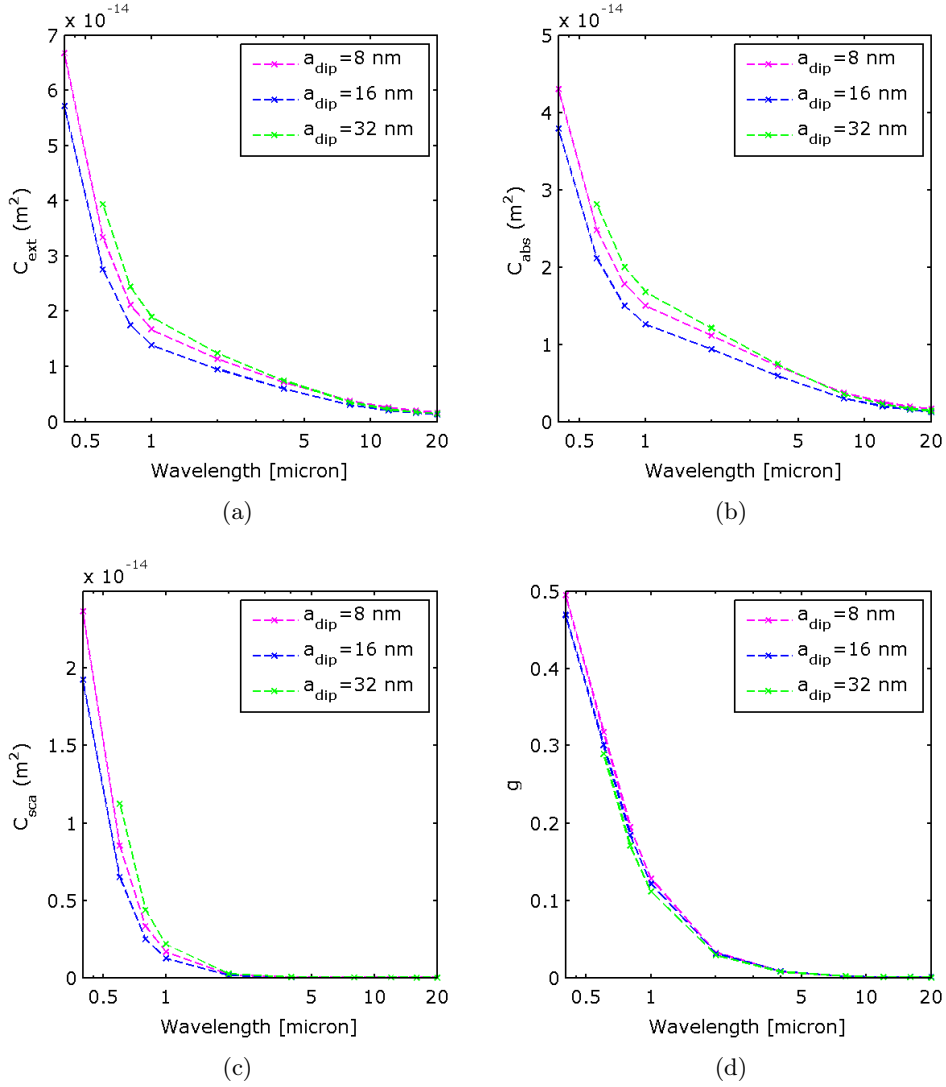 x 10⁻¹⁴
7
6
5
4
3
2
1
0
C_ext (m²)
0.5 1 5 10 20
Wavelength [micron]
a_dip=8 nm
a_dip=16 nm
a_dip=32 nm
(a)
x 10⁻¹⁴
5
4
3
2
1
0
C_abs (m²)
0.5 1 5 10 20
Wavelength [micron]
a_dip=8 nm
a_dip=16 nm
a_dip=32 nm
(b)
x 10⁻¹⁴
2
1.5
1
0.5
0
C_sca (m²)
0.5 1 5 10 20
Wavelength [micron]
a_dip=8 nm
a_dip=16 nm
a_dip=32 nm
(c)
0.5
0.4
0.3
0.2
0.1
0
g
0.5 1 5 10 20
Wavelength [micron]
a_dip=8 nm
a_dip=16 nm
a_dip=32 nm
(d)